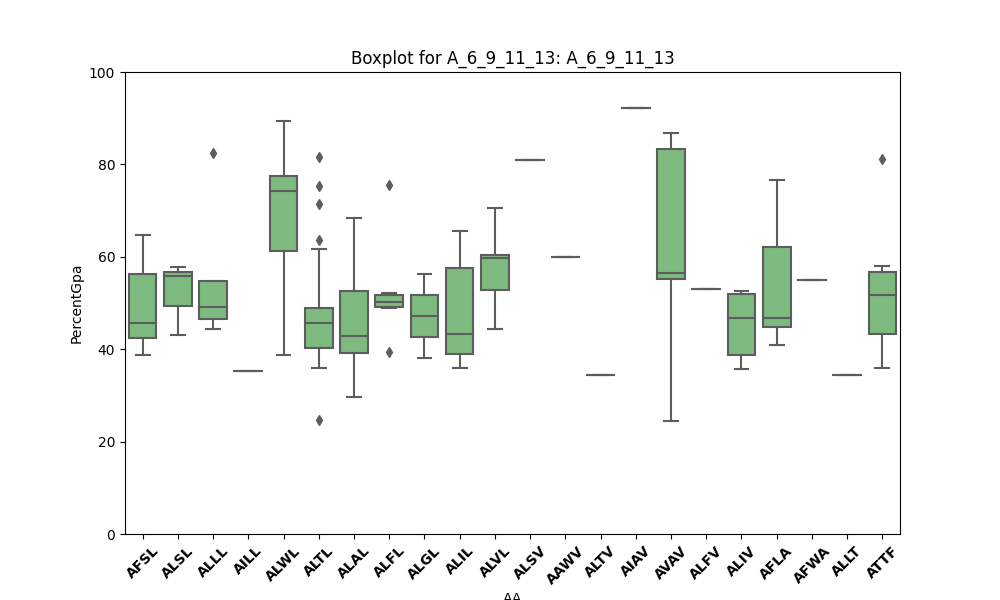 Boxplot for A_6_9_11_13: A_6_9_11_13
100
80
60
40
20
0
PercentGpa
AFSL ALSL ALLL AILL ALWL ALTL ALAL ALFL ALGL ALIL ALVL ALSV AAWV ALTV AIAV AVAV ALFV ALIV AFLA AFWA ALLT ATTF
AA